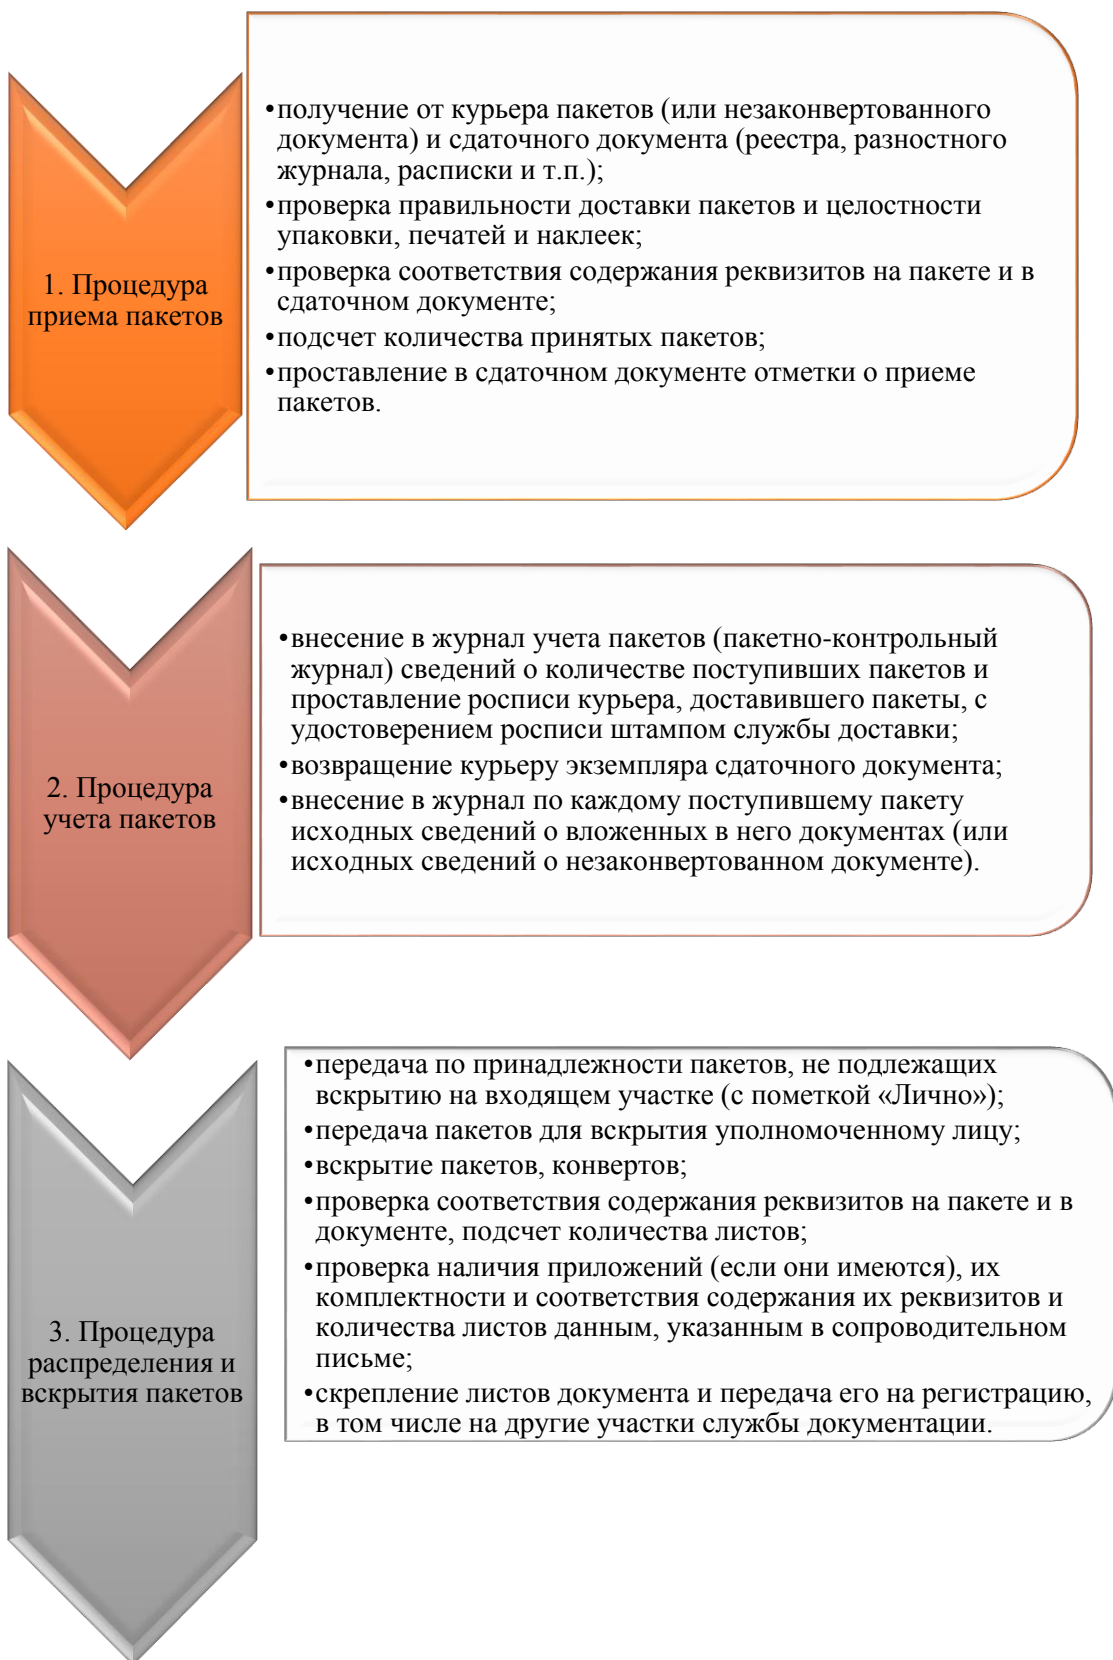 1. Процедура
приема пакетов
•получение от курьера пакетов (или незаконвертованного
документа) и сдаточного документа (реестра, разностного
журнала, расписки и т.п.);
•проверка правильности доставки пакетов и целостности
упаковки, печатей и наклеек;
•проверка соответствия содержания реквизитов на пакете и в
сдаточном документе;
•подсчет количества принятых пакетов;
•проставление в сдаточном документе отметки о приеме
пакетов.
2. Процедура
учета пакетов
•внесение в журнал учета пакетов (пакетно-контрольный
журнал) сведений о количестве поступивших пакетов и
проставление росписи курьера, доставившего пакеты, с
удостоверением росписи штампом службы доставки;
•возвращение курьеру экземпляра сдаточного документа;
•внесение в журнал по каждому поступившему пакету
исходных сведений о вложенных в него документах (или
исходных сведений о незаконвертованном документе).
3. Процедура
распределения и
вскрытия пакетов
•передача по принадлежности пакетов, не подлежащих
вскрытию на входящем участке (с пометкой «Лично»);
•передача пакетов для вскрытия уполномоченному лицу;
•вскрытие пакетов, конвертов;
•проверка соответствия содержания реквизитов на пакете и в
документе, подсчет количества листов;
•проверка наличия приложений (если они имеются), их
комплектности и соответствия содержания их реквизитов и
количества листов данным, указанным в сопроводительном
письме;
•скрепление листов документа и передача его на регистрацию,
в том числе на другие участки службы документации.